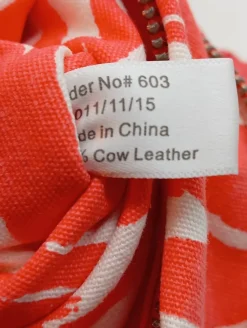 der No# 603
011/11/15
de in China
% Cow Leather